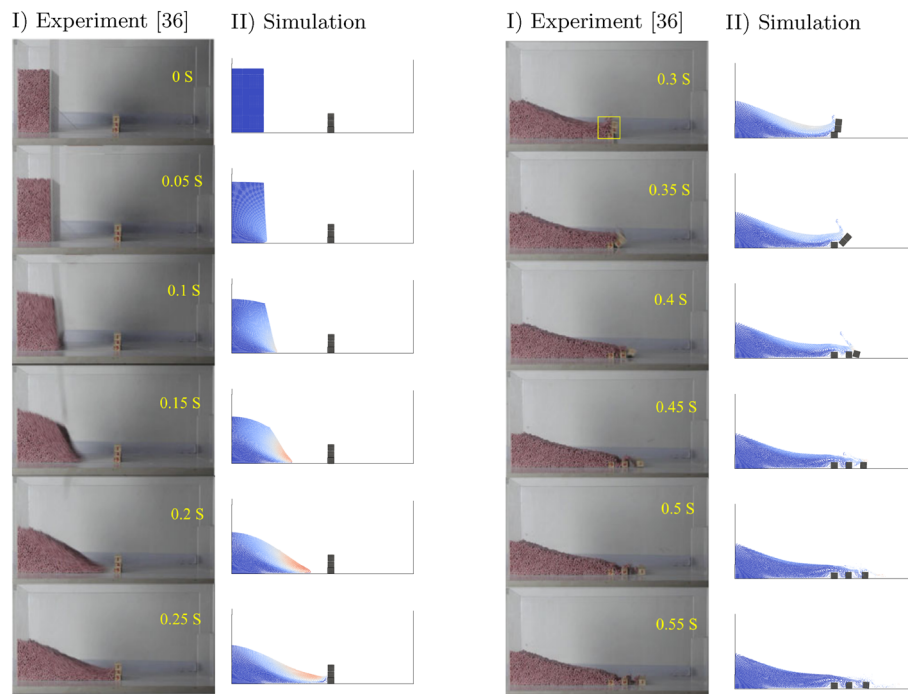 I) Experiment [36]
II) Simulation
0 S
0.05 S
0.1 S
0.15 S
0.2 S
0.25 S
I) Experiment [36]
II) Simulation
0.3 S
0.35 S
0.4 S
0.45 S
0.5 S
0.55 S